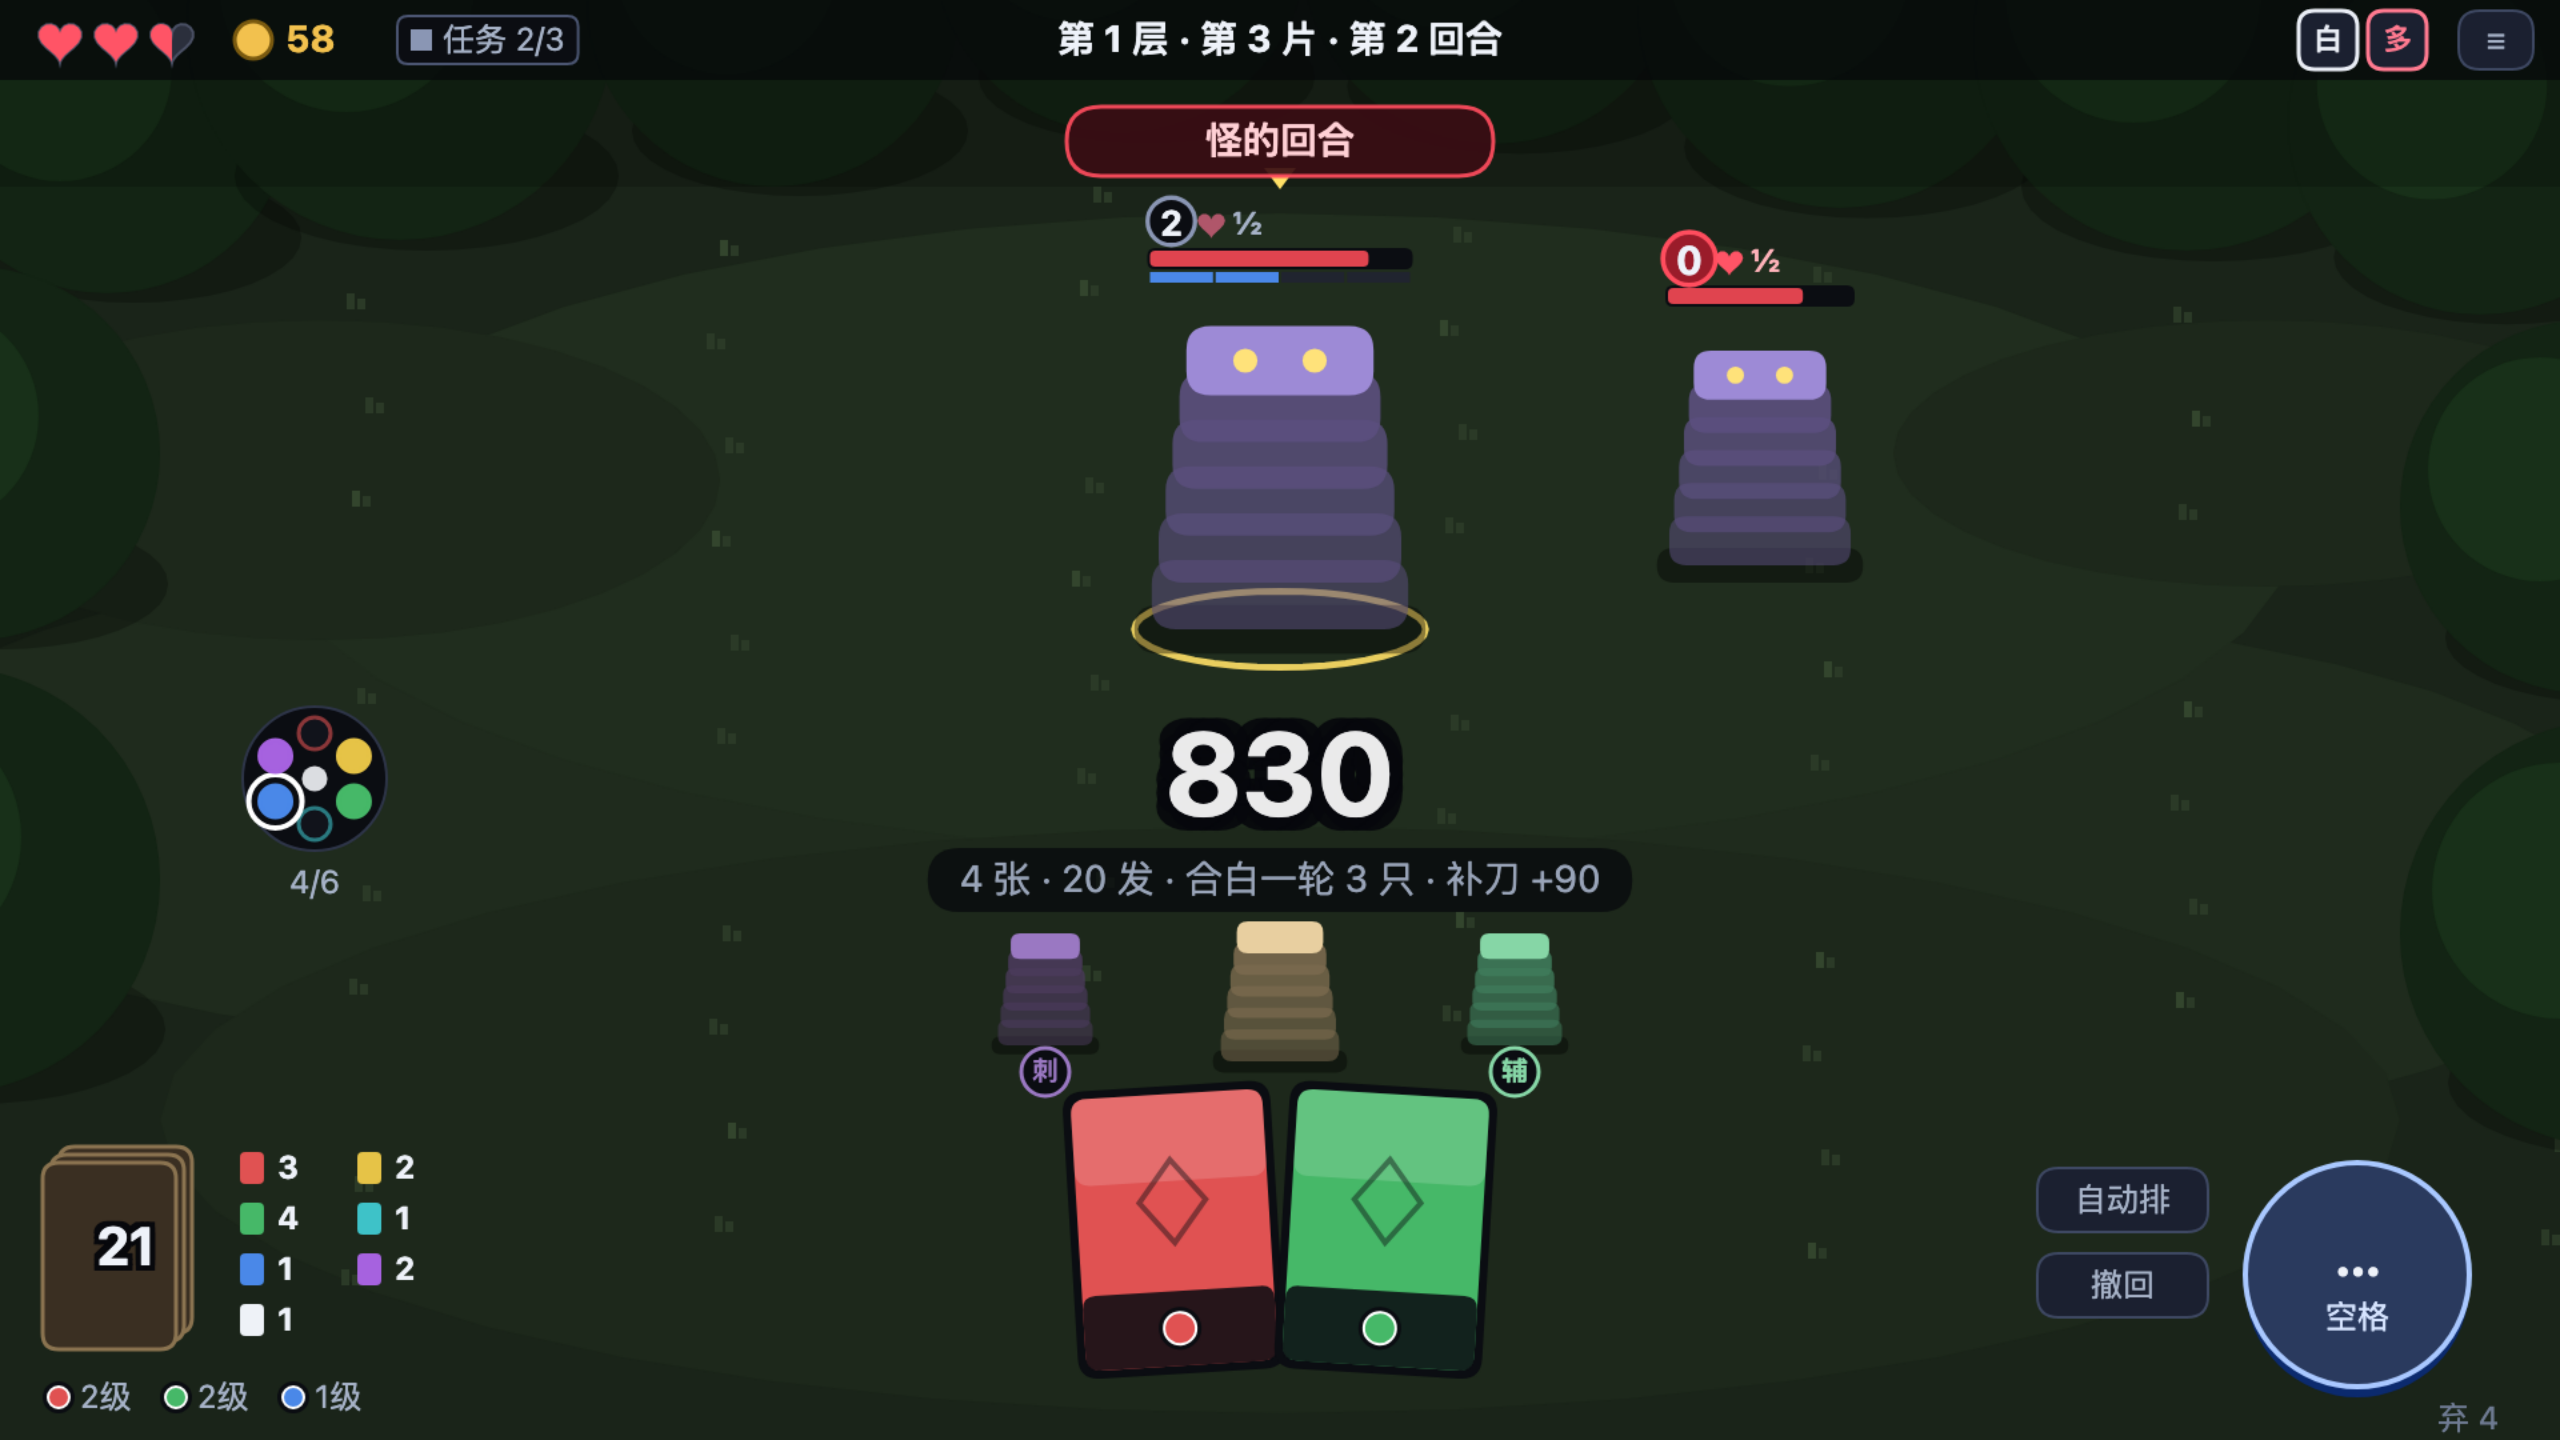 58
任务 2/3
第 1 层 · 第 3 片 · 第 2 回合
白
多
≡
怪的回合
2 ½
0 ½
830
4 张 · 20 发 · 合白一轮 3 只 · 补刀 +90
4/6
刺
辅
21
3 2
4 1
1 2
1
2级 2级 1级
自动排
撤回
...
空格
弃 4